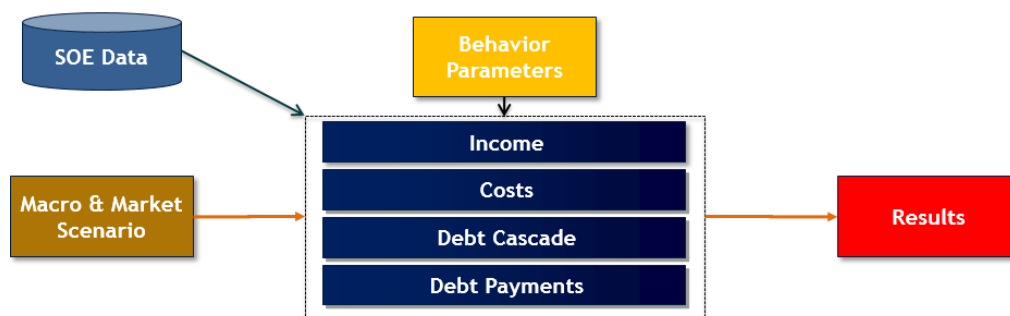 SOE Data
Behavior
Parameters
Income
Costs
Debt Cascade
Debt Payments
Macro & Market
Scenario
Results